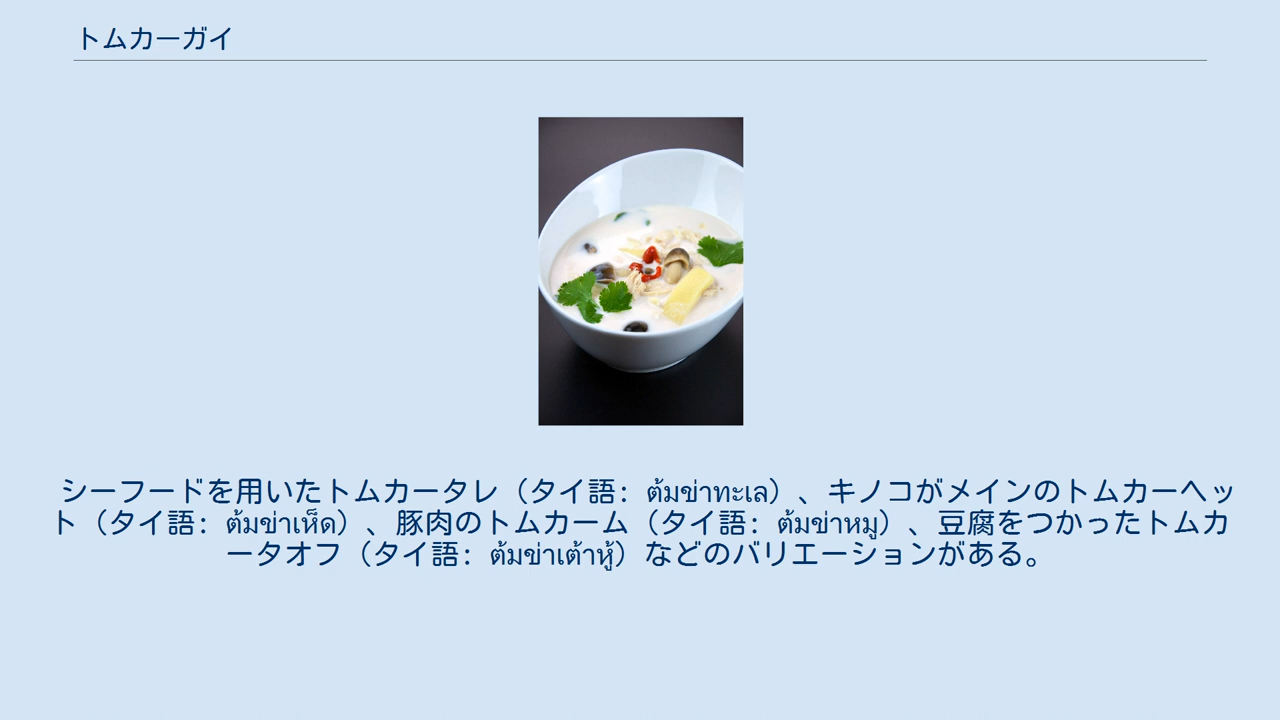 トムカーガイ
シーフードを用いたトムカータレ（タイ語：ต้มข่าทะเล）、キノコがメインのトムカーヘッ
ト（タイ語：ต้มข่าเห็ด）、豚肉のトムカーム（タイ語：ต้มข่าหมู）、豆腐をつかったトムカ
ータオフ（タイ語：ต้มข่าเต้าหู้）などのバリエーションがある。